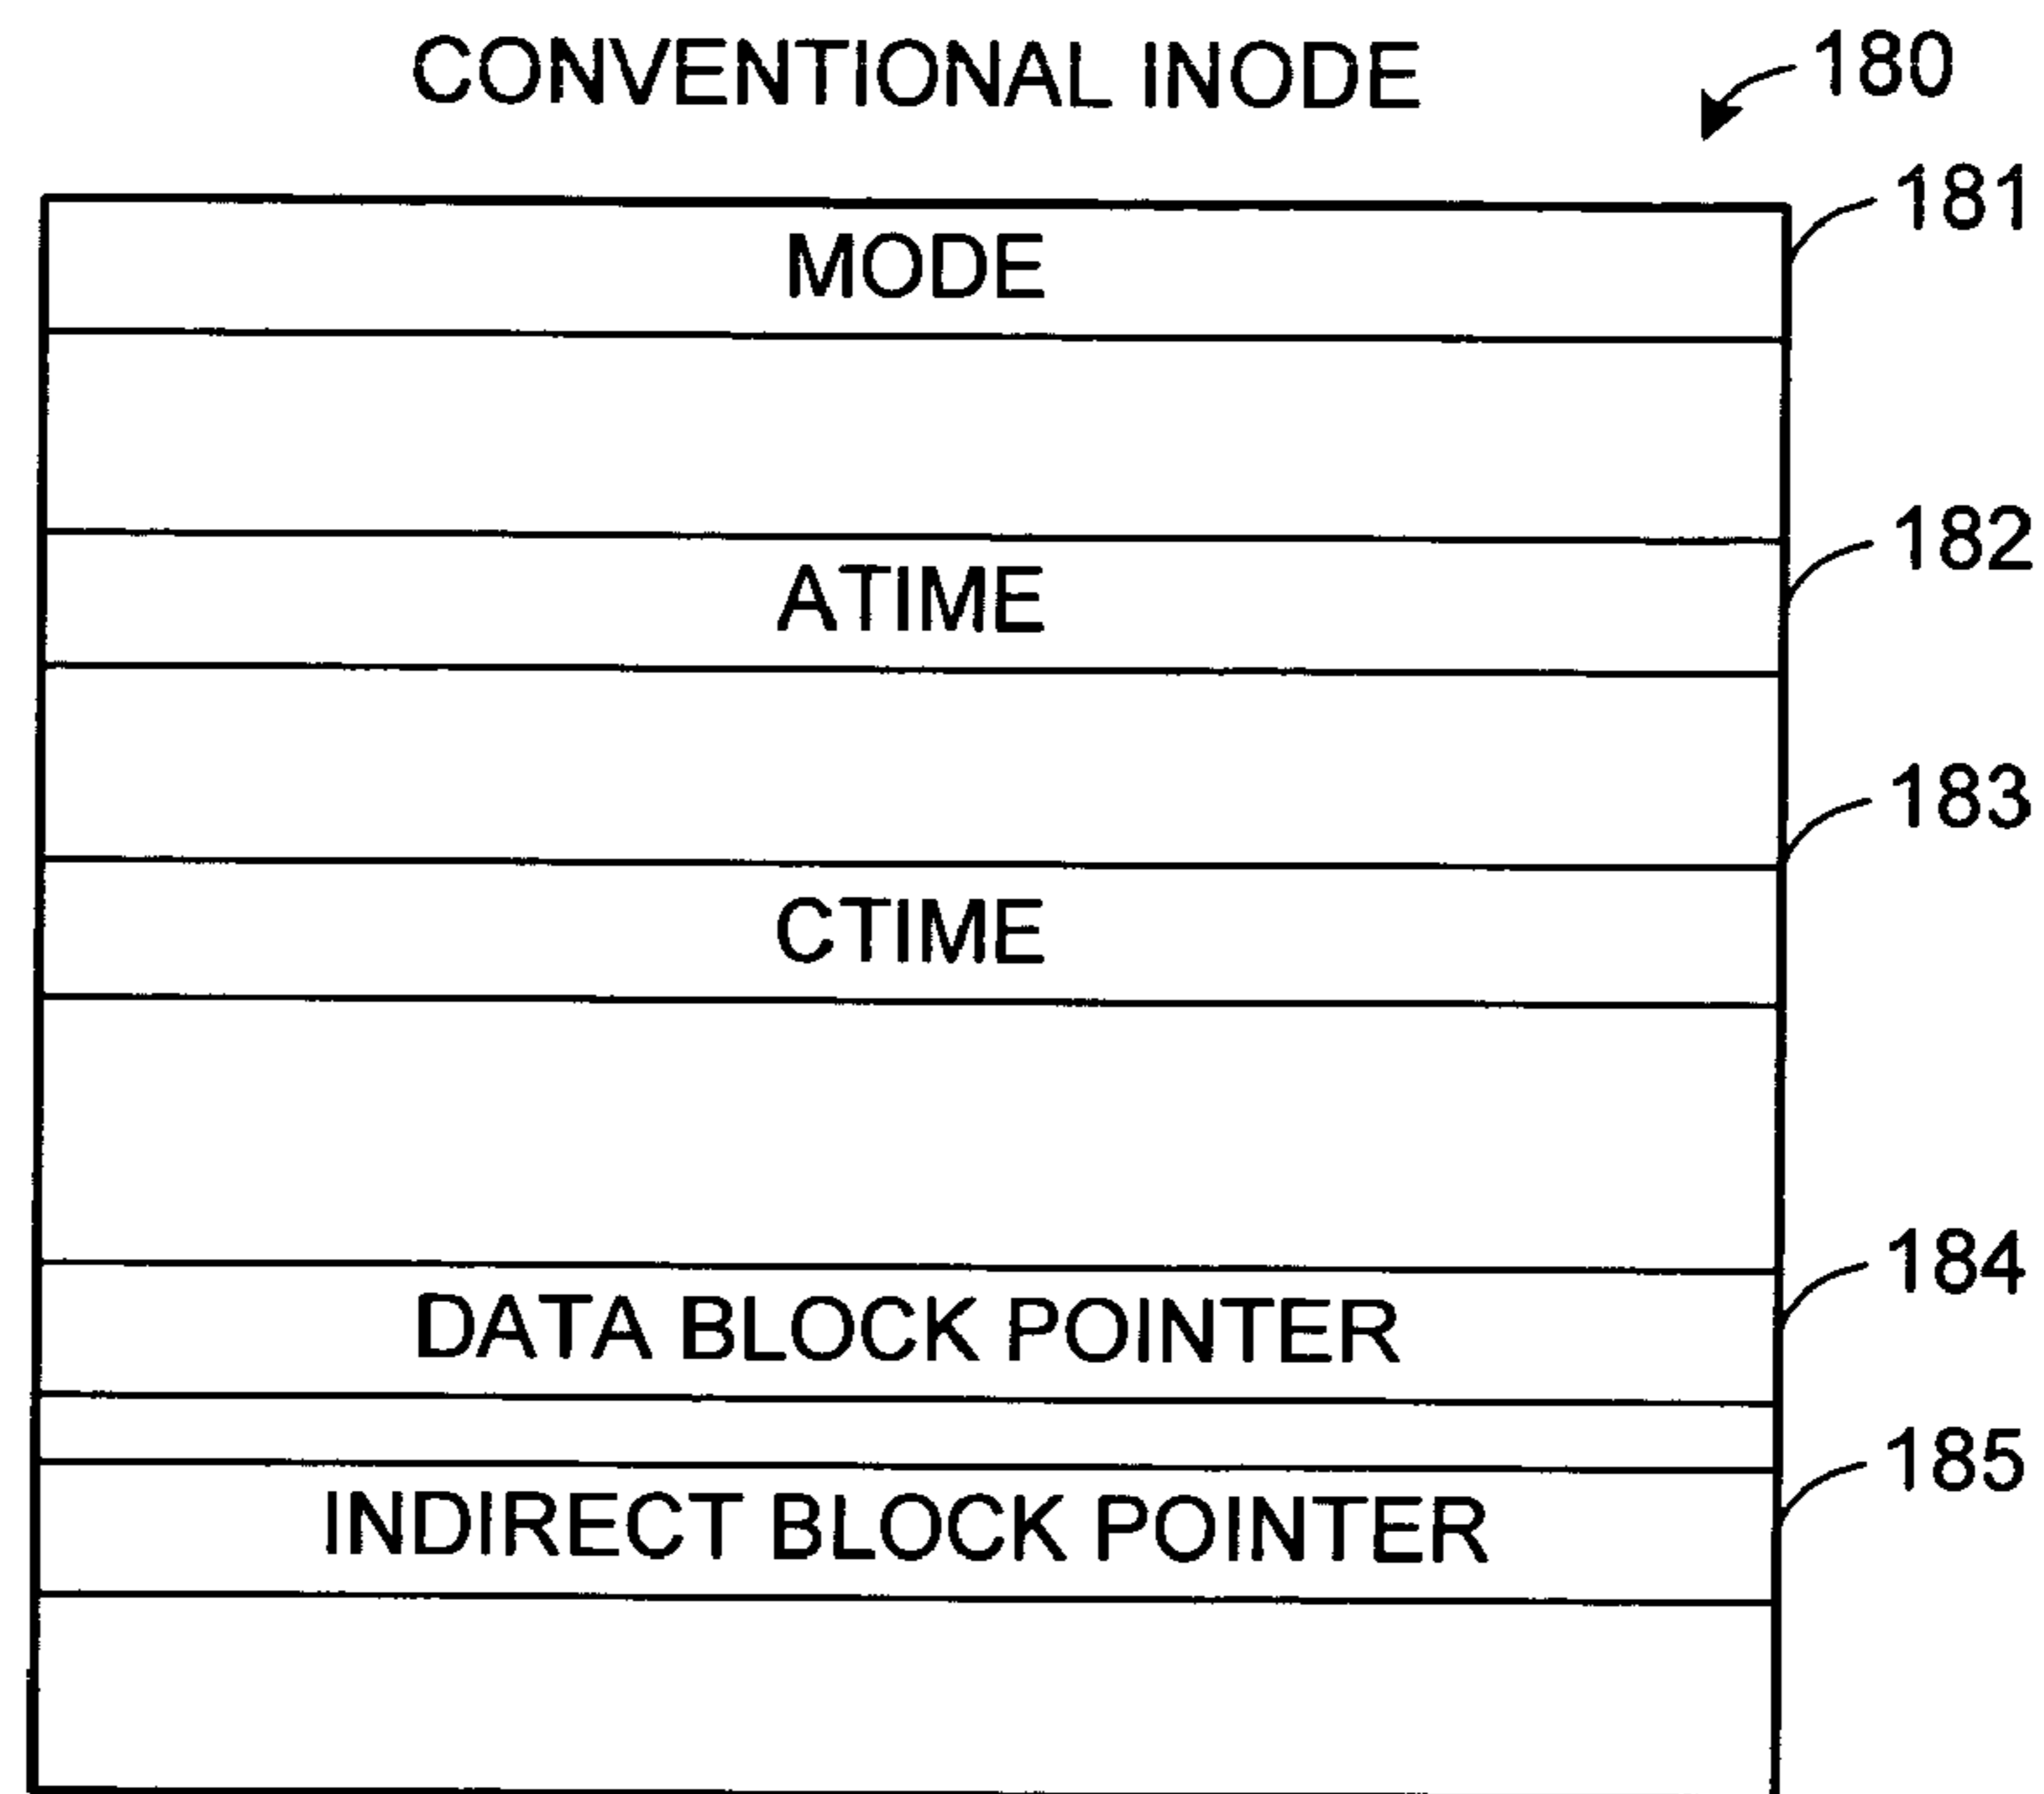 CONVENTIONAL INODE
180
181
MODE
182
ATIME
183
CTIME
184
DATA BLOCK POINTER
185
INDIRECT BLOCK POINTER